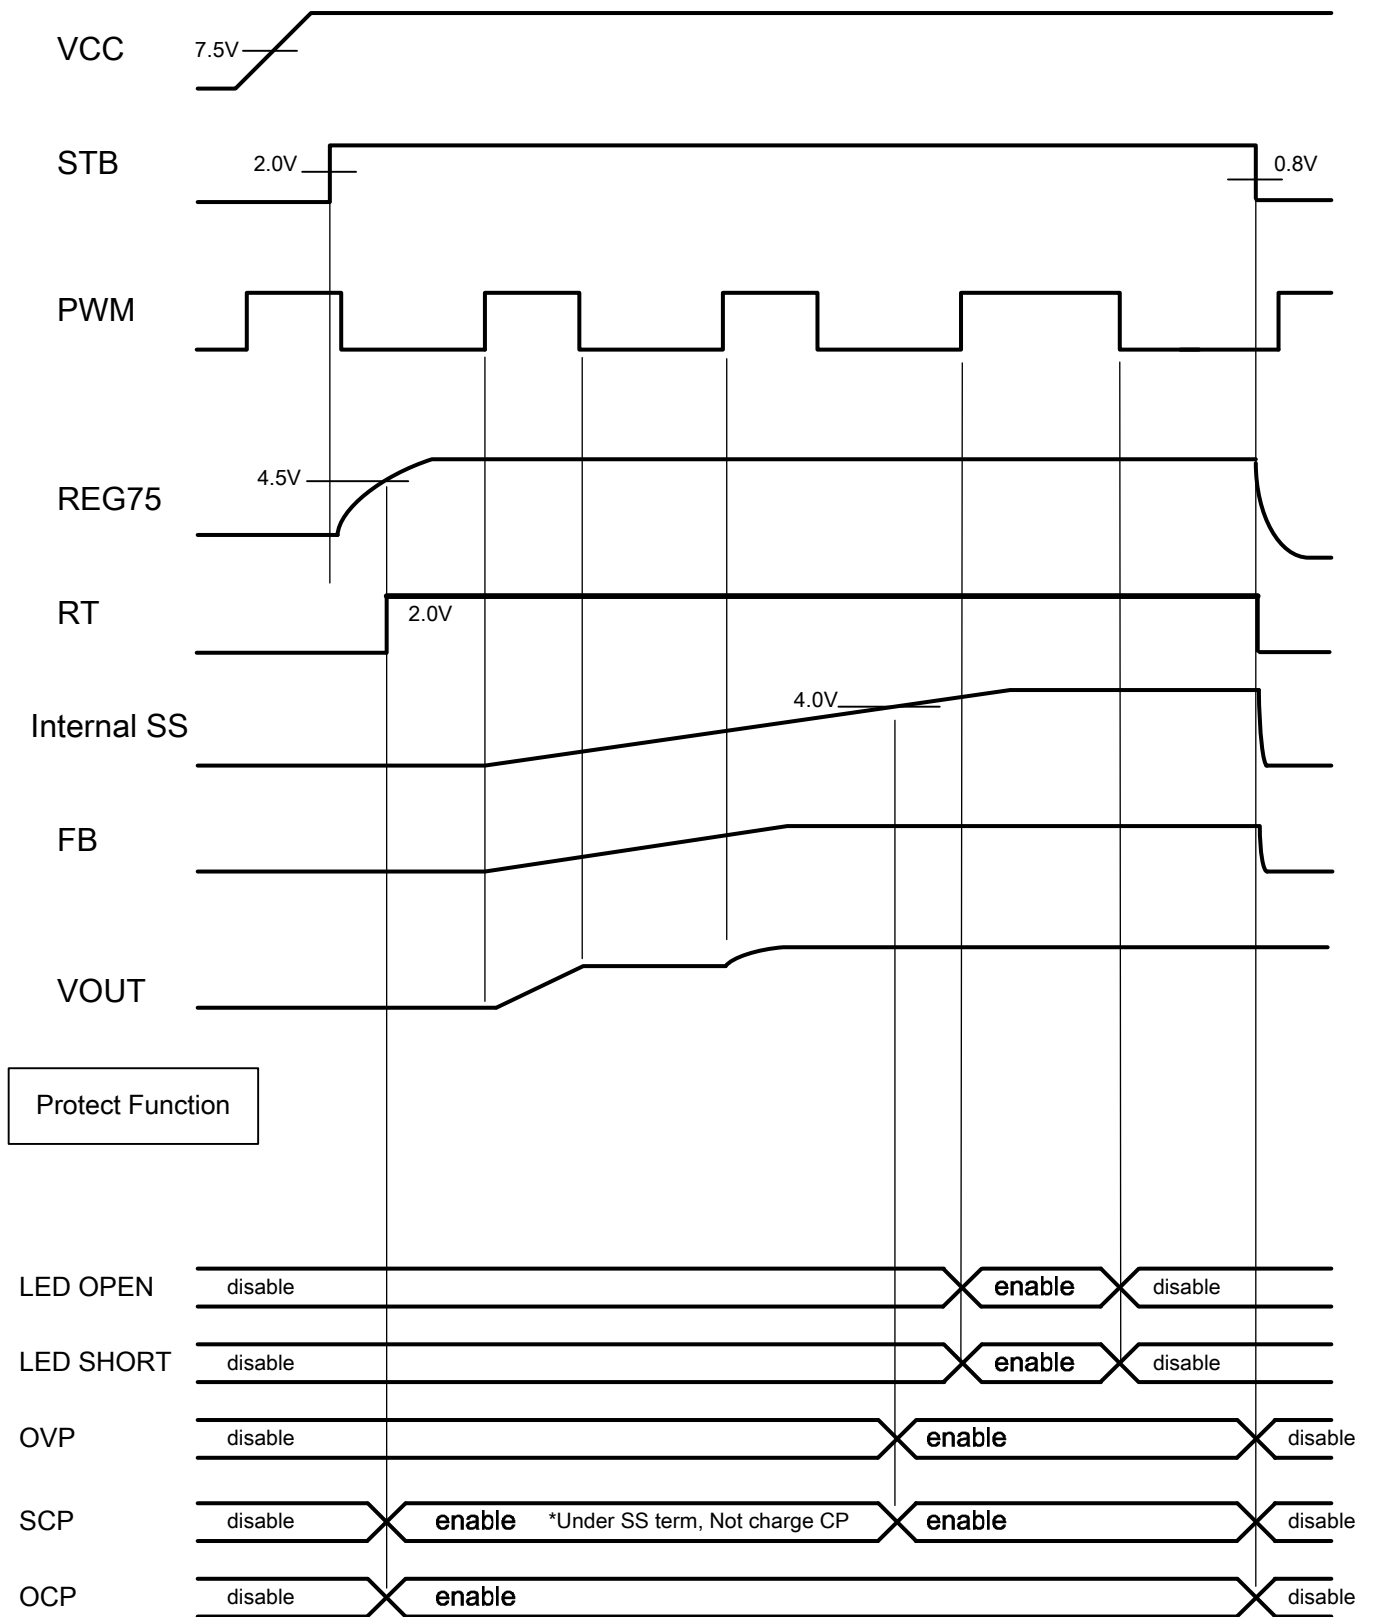 VCC
7.5V
STB
2.0V
0.8V
PWM
REG75
4.5V
RT
2.0V
Internal SS
4.0V
FB
VOUT
Protect Function
LED OPEN disable enable disable
LED SHORT disable enable disable
OVP disable enable disable
SCP disable enable *Under SS term, Not charge CP enable disable
OCP disable enable disable